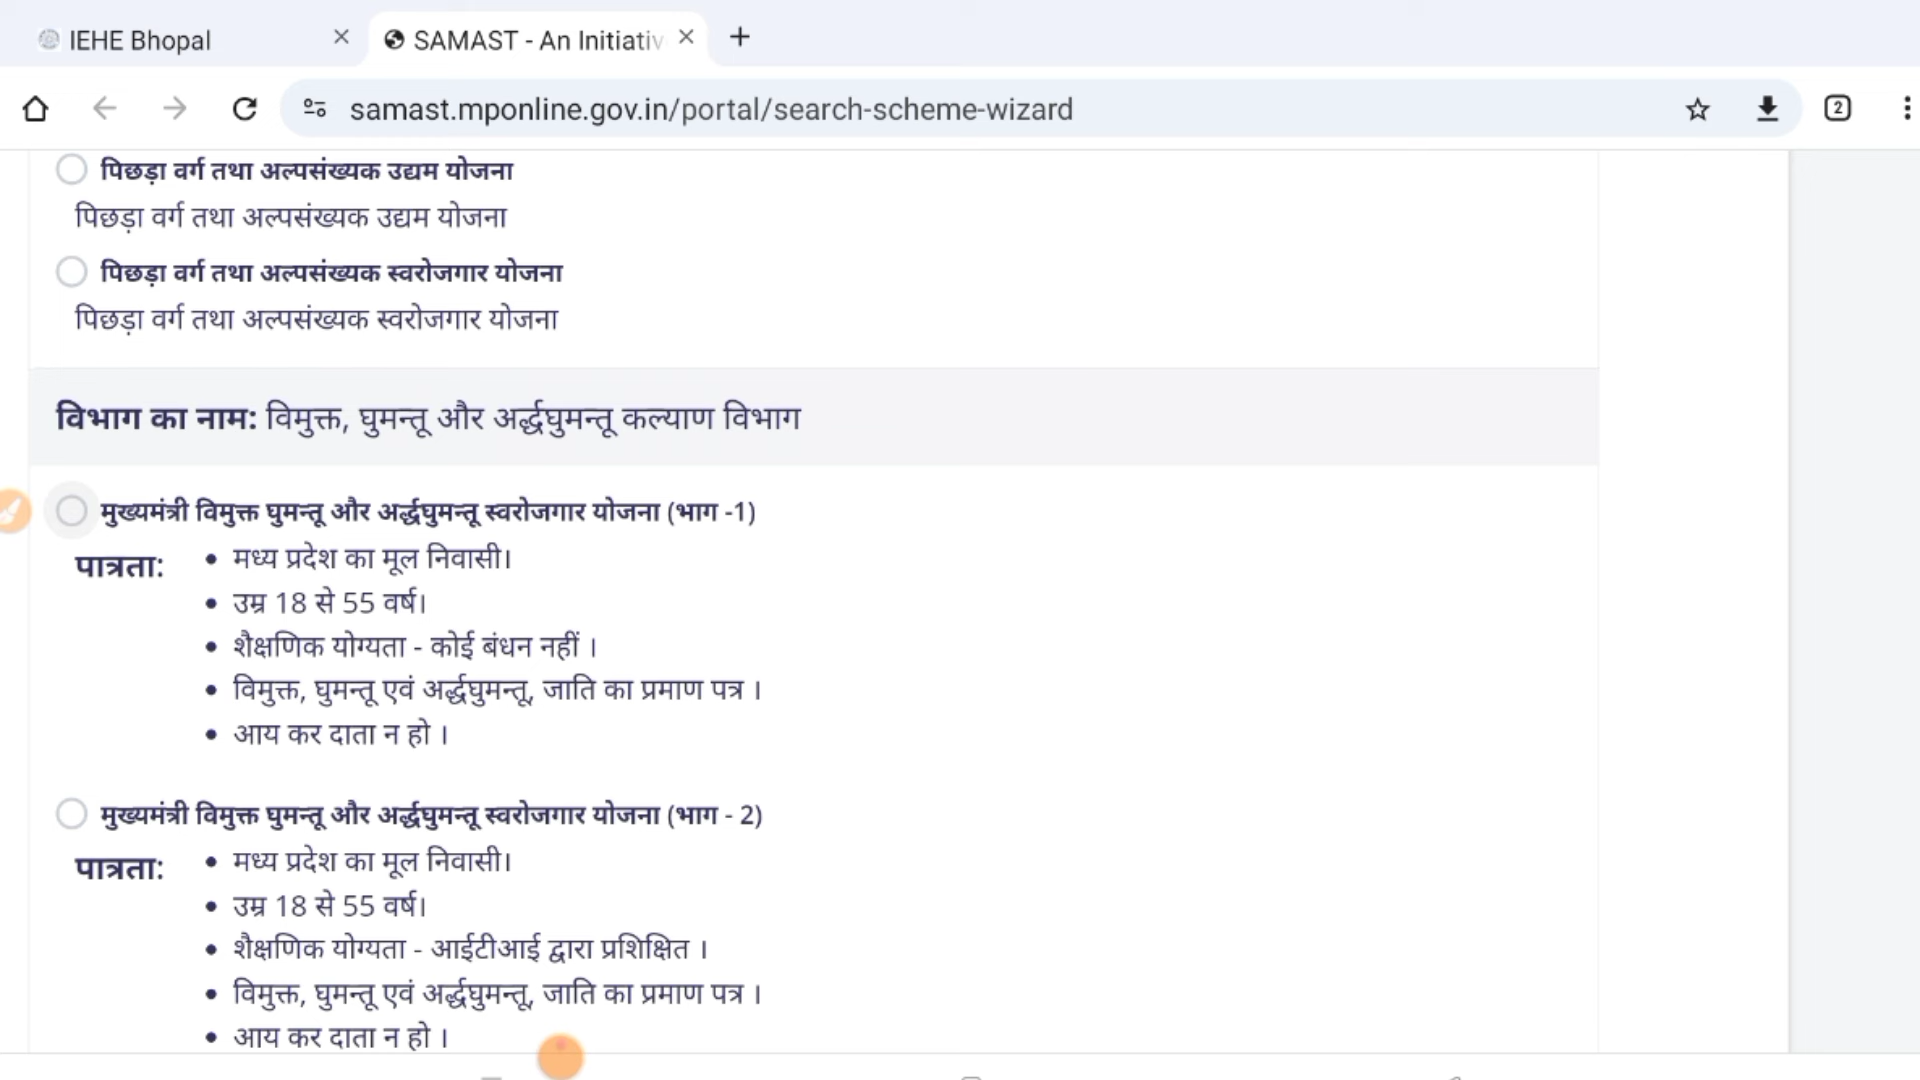 IEHE Bhopal
SAMAST - An Initiativ
samast.mponline.gov.in/portal/search-scheme-wizard
2
पिछड़ा वर्ग तथा अल्पसंख्यक उद्यम योजना
पिछड़ा वर्ग तथा अल्पसंख्यक उद्यम योजना
पिछड़ा वर्ग तथा अल्पसंख्यक स्वरोजगार योजना
पिछड़ा वर्ग तथा अल्पसंख्यक स्वरोजगार योजना
विभाग का नाम: विमुक्त, घुमन्तू और अर्द्धघुमन्तू कल्याण विभाग
मुख्यमंत्री विमुक्त घुमन्तू और अर्द्धघुमन्तू स्वरोजगार योजना (भाग -1)
पात्रता: • मध्य प्रदेश का मूल निवासी।
• उम्र 18 से 55 वर्ष।
• शैक्षणिक योग्यता - कोई बंधन नहीं ।
• विमुक्त, घुमन्तू एवं अर्द्धघुमन्तू, जाति का प्रमाण पत्र ।
• आय कर दाता न हो ।
मुख्यमंत्री विमुक्त घुमन्तू और अर्द्धघुमन्तू स्वरोजगार योजना (भाग - 2)
पात्रता: • मध्य प्रदेश का मूल निवासी।
• उम्र 18 से 55 वर्ष।
• शैक्षणिक योग्यता - आईटीआई द्वारा प्रशिक्षित ।
• विमुक्त, घुमन्तू एवं अर्द्धघुमन्तू, जाति का प्रमाण पत्र ।
• आय कर दाता न हो ।